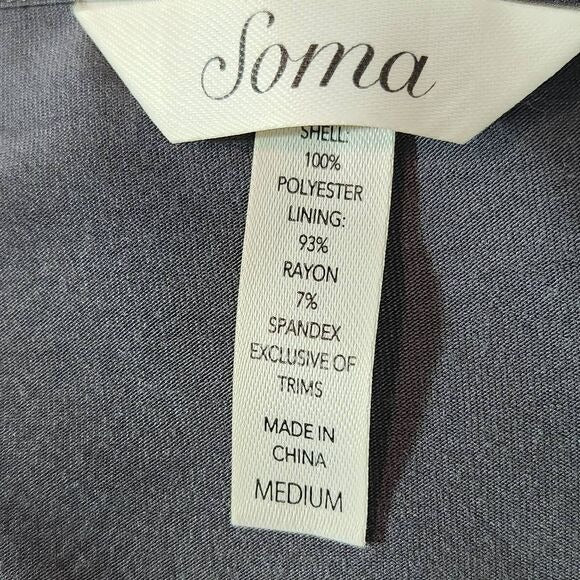 Soma
SHELL:
100%
POLYESTER
LINING:
93%
RAYON
7%
SPANDEX
EXCLUSIVE OF
TRIMS
MADE IN
CHINA
MEDIUM